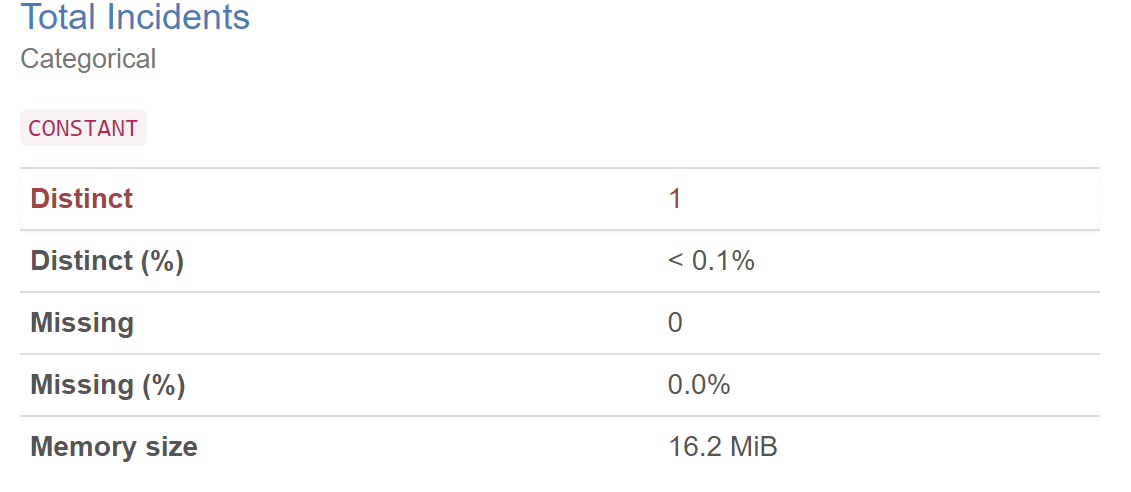 Total Incidents
Categorical
CONSTANT
Distinct 1
Distinct (%) < 0.1%
Missing 0
Missing (%) 0.0%
Memory size 16.2 MiB